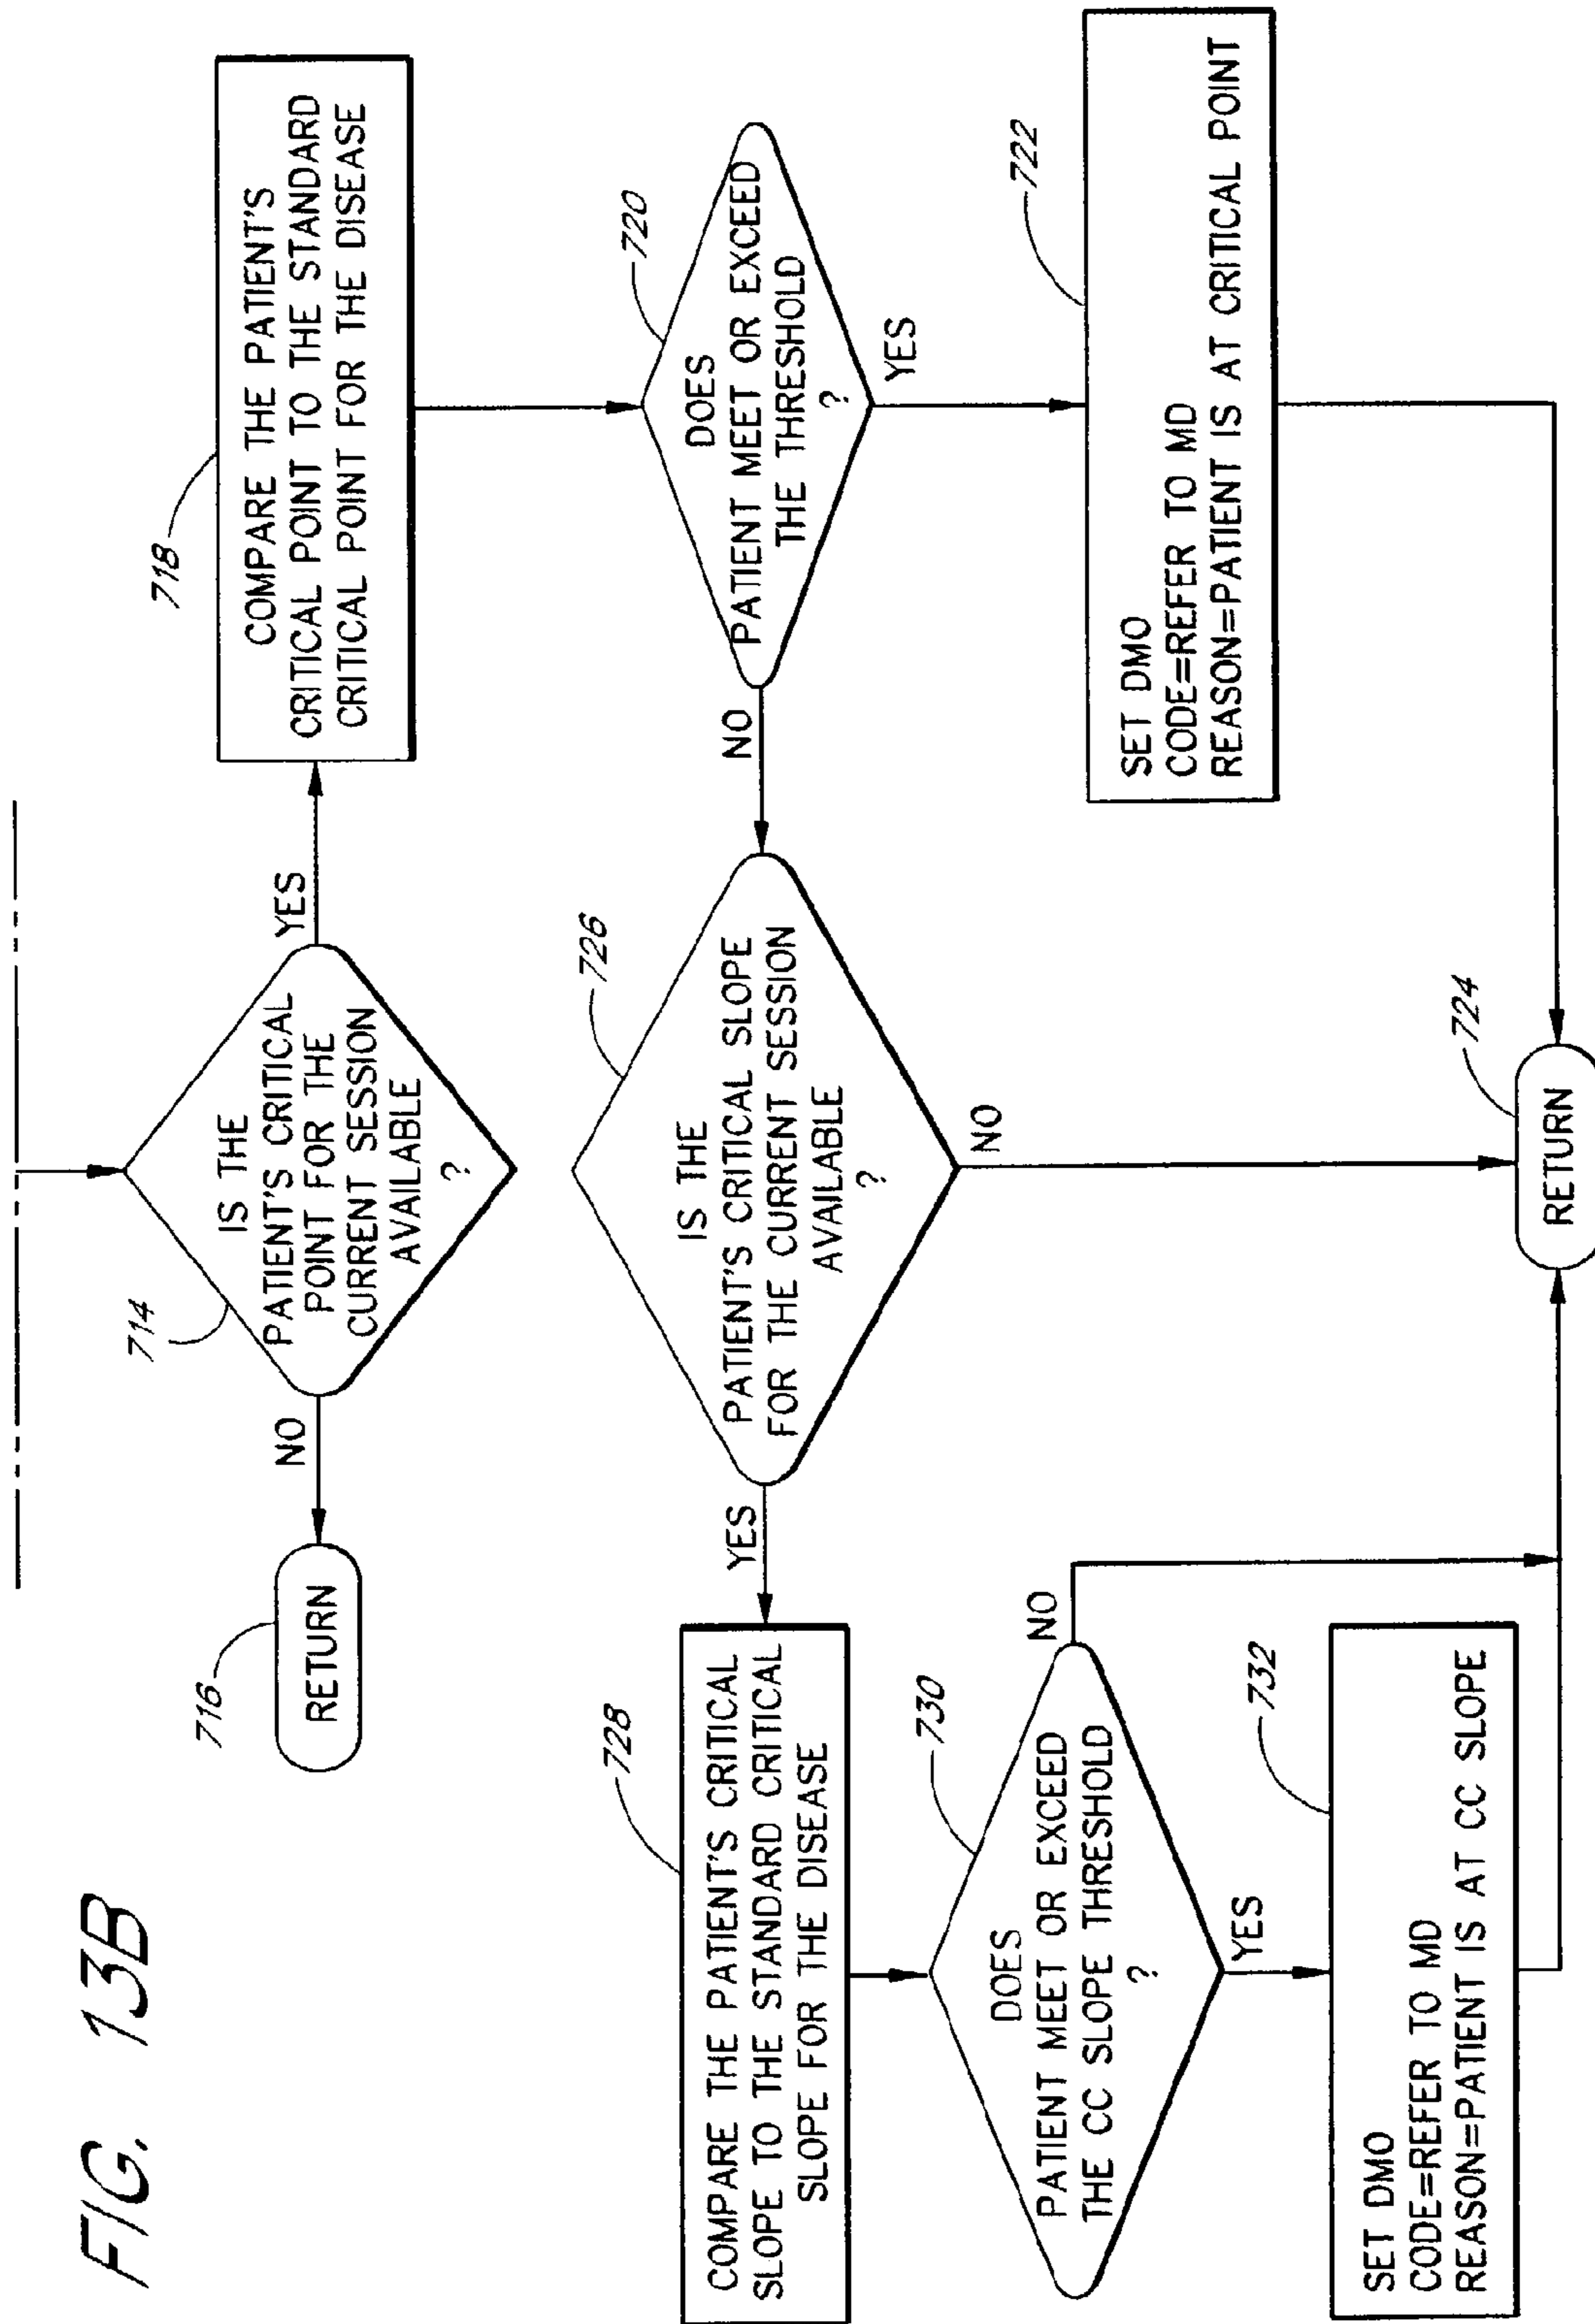 FIG. 13B
714
IS THE
PATIENT'S CRITICAL
POINT FOR THE
CURRENT SESSION
AVAILABLE
?
NO
YES
716
RETURN
718
COMPARE THE PATIENT'S
CRITICAL POINT TO THE STANDARD
CRITICAL POINT FOR THE DISEASE
720
DOES
PATIENT MEET OR EXCEED
THE THRESHOLD
?
NO
YES
722
SET DMO
CODE=REFER TO MD
REASON=PATIENT IS AT CRITICAL POINT
726
IS THE
PATIENT'S CRITICAL SLOPE
FOR THE CURRENT SESSION
AVAILABLE
?
YES
NO
728
COMPARE THE PATIENT'S CRITICAL
SLOPE TO THE STANDARD CRITICAL
SLOPE FOR THE DISEASE
730
DOES
PATIENT MEET OR EXCEED
THE CC SLOPE THRESHOLD
?
NO
YES
732
SET DMO
CODE=REFER TO MD
REASON=PATIENT IS AT CC SLOPE
724
RETURN